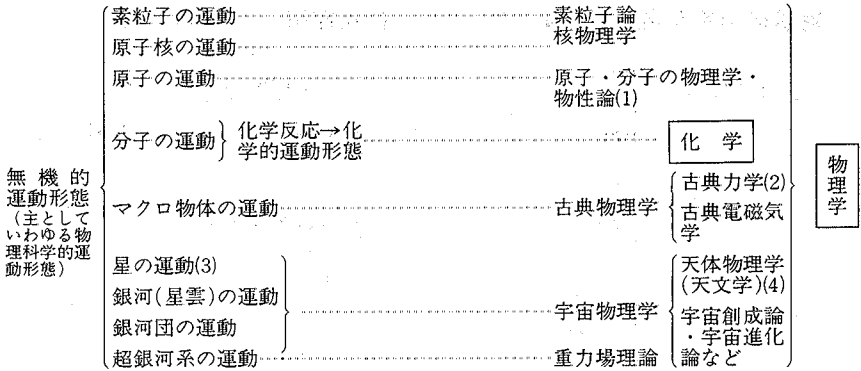 素粒子の運動 素粒子論
原子核の運動 核物理学
原子の運動 原子・分子の物理学・
物性論(1)
分子の運動 化学反応→化
学的運動形態
化 学
無機的
運動形態
(主として
いわゆる物
理科学的運
動形態)
マクロ物体の運動 古典物理学
古典力学(2)
古典電磁気
学
物理学
星の運動(3)
銀河(星雲)の運動
銀河団の運動
宇宙物理学
天体物理学
(天文学)(4)
宇宙創成論
・宇宙進化
論など
超銀河系の運動 重力場理論